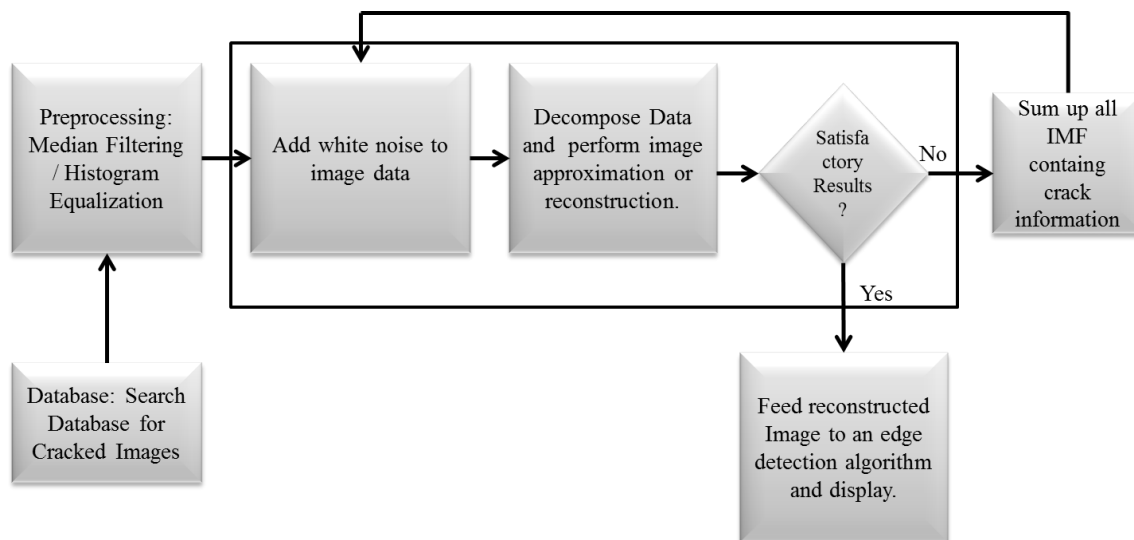 Preprocessing:
Median Filtering
/ Histogram
Equalization
Add white noise to
image data
Decompose Data
and perform image
approximation or
reconstruction.
Satisfa
ctory
Results
?
No
Sum up all
IMF
containg
crack
information
Yes
Database: Search
Database for
Cracked Images
Feed reconstructed
Image to an edge
detection algorithm
and display.